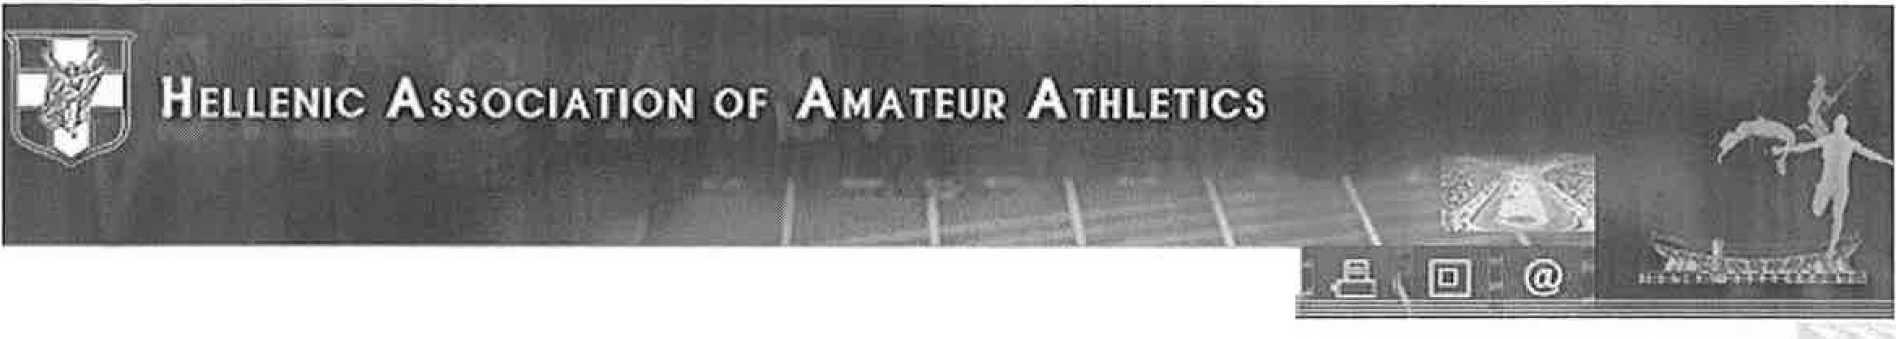 HELLENIC ASSOCIATION OF AMATEUR ATHLETICS
@